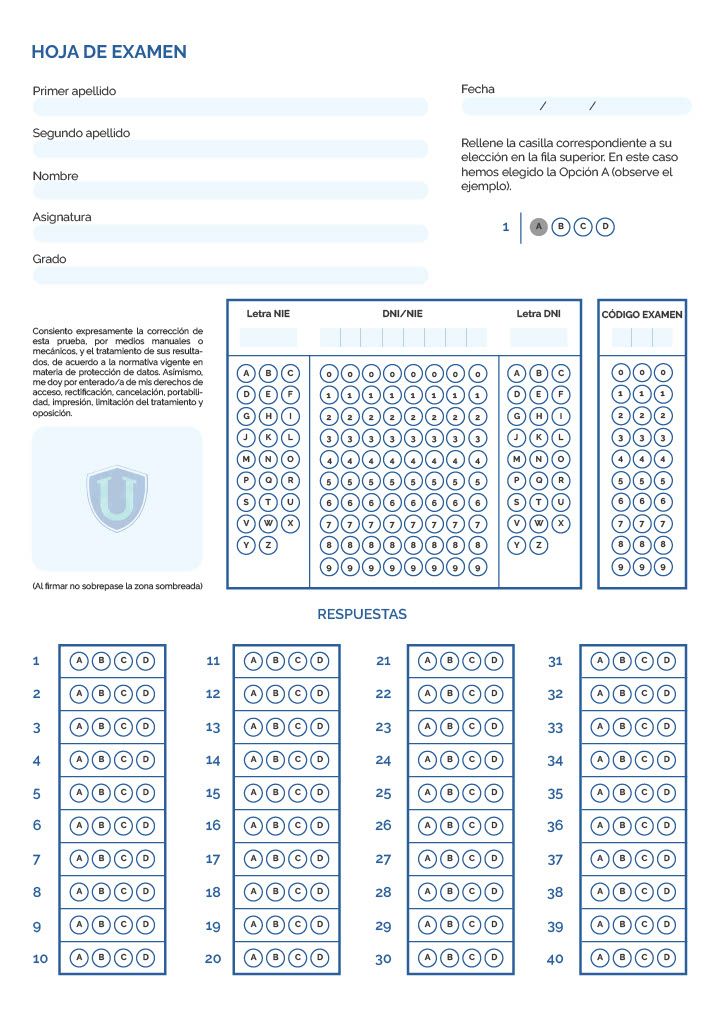 HOJA DE EXAMEN
Primer apellido
Segundo apellido
Nombre
Asignatura
Grado
Fecha
/ /
Rellene la casilla correspondiente a su
elección en la fila superior. En este caso
hemos elegido la Opción A (observe el
ejemplo).
1 A B C D
Consiento expresamente la corrección de
esta prueba, por medios manuales o
mecánicos, y el tratamiento de sus resulta-
dos, de acuerdo a la normativa vigente en
materia de protección de datos. Asímismo,
me doy por enterado/a de mis derechos de
acceso, rectificación, cancelación, portabili-
dad, impresión, limitación del tratamiento y
oposición.
U
(Al firmar no sobrepase la zona sombreada)
Letra NIE DNI/NIE Letra DNI CÓDIGO EXAMEN
A B C 0 0 0 0 0 0 0 0 A B C 0 0 0
D E F 1 1 1 1 1 1 1 1 D E F 1 1 1
G H I 2 2 2 2 2 2 2 2 G H I 2 2 2
J K L 3 3 3 3 3 3 3 3 J K L 3 3 3
M N O 4 4 4 4 4 4 4 4 M N O 4 4 4
P Q R 5 5 5 5 5 5 5 5 P Q R 5 5 5
S T U 6 6 6 6 6 6 6 6 S T U 6 6 6
V W X 7 7 7 7 7 7 7 7 V W X 7 7 7
Y Z 8 8 8 8 8 8 8 8 Y Z 8 8 8
9 9 9 9 9 9 9 9 9 9 9
RESPUESTAS
1 A B C D 11 A B C D 21 A B C D 31 A B C D
2 A B C D 12 A B C D 22 A B C D 32 A B C D
3 A B C D 13 A B C D 23 A B C D 33 A B C D
4 A B C D 14 A B C D 24 A B C D 34 A B C D
5 A B C D 15 A B C D 25 A B C D 35 A B C D
6 A B C D 16 A B C D 26 A B C D 36 A B C D
7 A B C D 17 A B C D 27 A B C D 37 A B C D
8 A B C D 18 A B C D 28 A B C D 38 A B C D
9 A B C D 19 A B C D 29 A B C D 39 A B C D
10 A B C D 20 A B C D 30 A B C D 40 A B C D